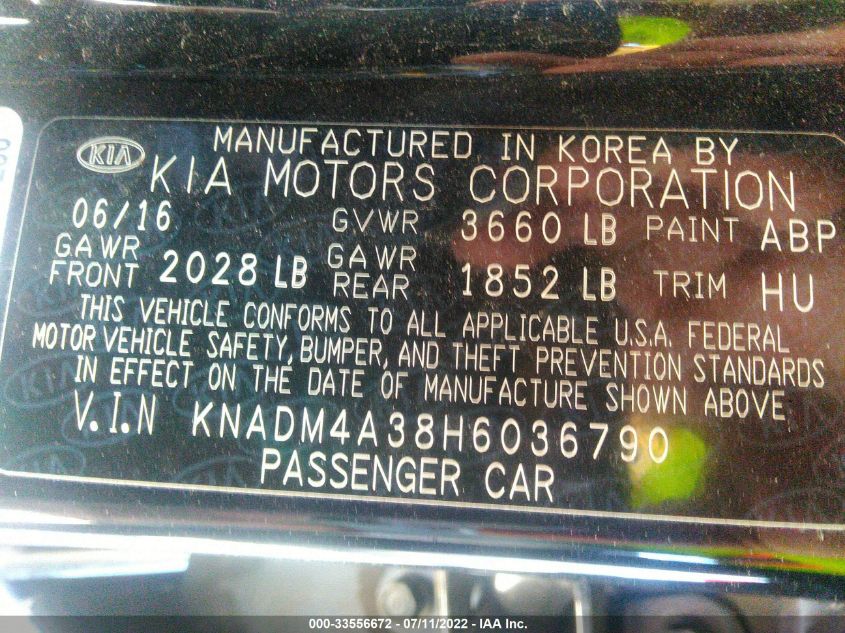 KIA
MANUFACTURED IN KOREA BY
KIA MOTORS CORPORATION
06/16 GVWR 3660 LB PAINT ABP
GAWR FRONT 2028 LB GAWR REAR 1852 LB TRIM HU
THIS VEHICLE CONFORMS TO ALL APPLICABLE U.S.A. FEDERAL
MOTOR VEHICLE SAFETY, BUMPER, AND THEFT PREVENTION STANDARDS
IN EFFECT ON THE DATE OF MANUFACTURE SHOWN ABOVE
V.I.N KNADM4A38H6036790
PASSENGER CAR
000-33556672 - 07/11/2022 - IAA Inc.